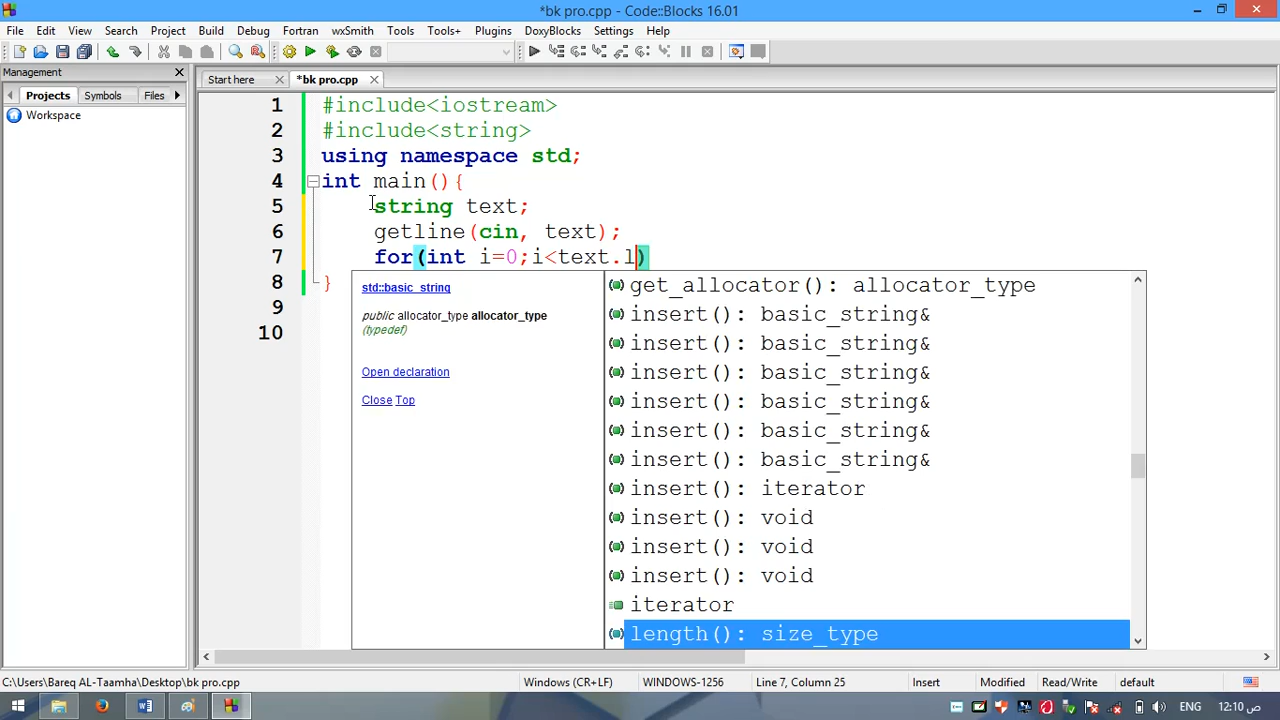 *bk pro.cpp - Code::Blocks 16.01
File Edit View Search Project Build Debug Fortran wxSmith Tools Tools+ Plugins DoxyBlocks Settings Help
Management
Start here
*bk pro.cpp
Projects Symbols Files
Workspace
1 #include<iostream>
2 #include<string>
3 using namespace std;
4 int main(){
5 string text;
6 getline(cin, text);
7 for(int i=0;i<text.l)
8 }
9
10
std::basic_string
public allocator_type allocator_type
(typedef)
Open declaration
Close Top
get_allocator(): allocator_type
insert(): basic_string&
insert(): basic_string&
insert(): basic_string&
insert(): basic_string&
insert(): basic_string&
insert(): basic_string&
insert(): iterator
insert(): void
insert(): void
insert(): void
iterator
length(): size_type
C:\Users\Bareq AL-Taamha\Desktop\bk pro.cpp Windows (CR+LF) WINDOWS-1256 Line 7, Column 25 Insert Modified Read/Write default
ENG 12:10 ص